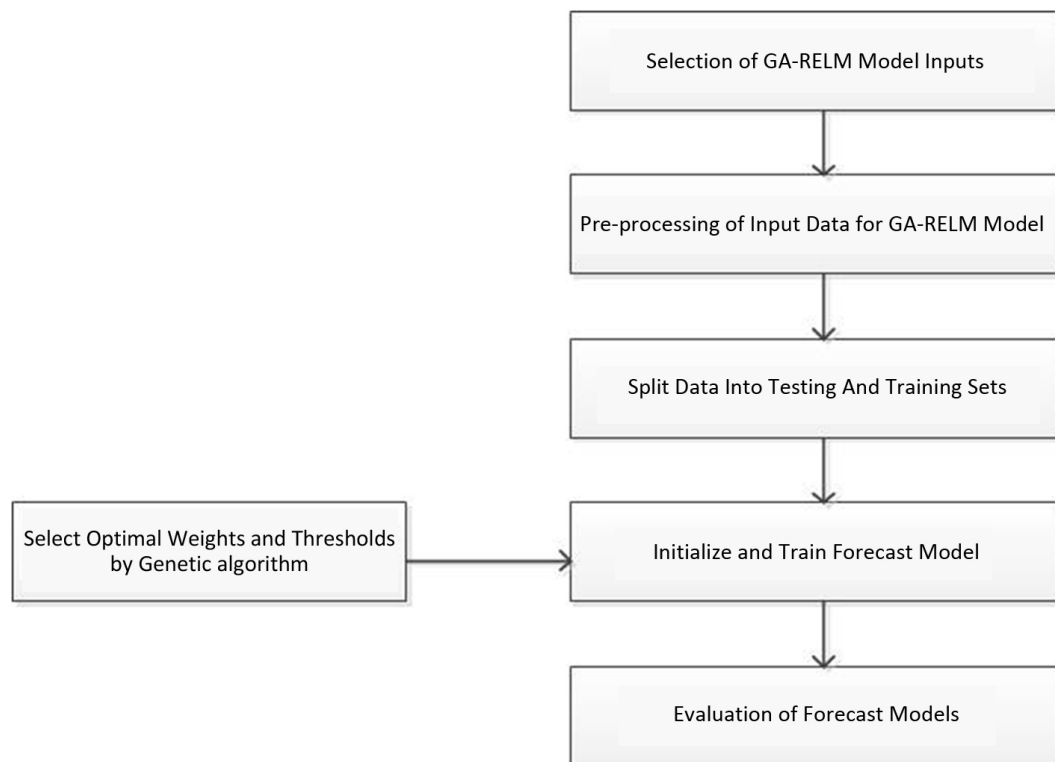 Selection of GA-RELM Model Inputs
Pre-processing of Input Data for GA-RELM Model
Split Data Into Testing And Training Sets
Select Optimal Weights and Thresholds
by Genetic algorithm
Initialize and Train Forecast Model
Evaluation of Forecast Models